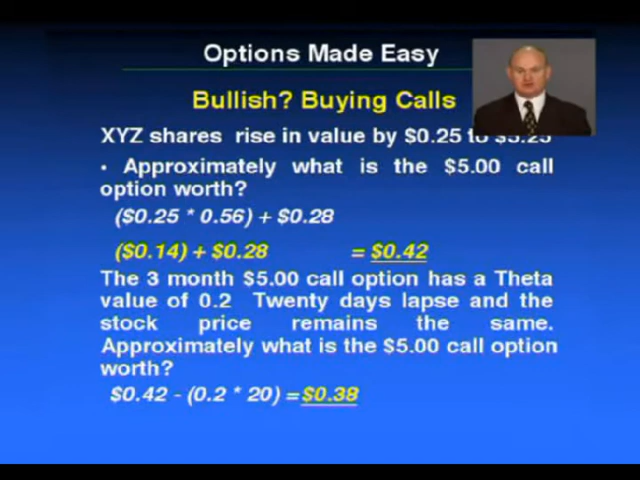 Options Made Easy
Bullish? Buying Calls
XYZ shares rise in value by $0.25 to $5.25
• Approximately what is the $5.00 call
option worth?
($0.25 * 0.56) + $0.28
($0.14) + $0.28 = $0.42
The 3 month $5.00 call option has a Theta
value of 0.2 Twenty days lapse and the
stock price remains the same.
Approximately what is the $5.00 call option
worth?
$0.42 - (0.2 * 20) = $0.38